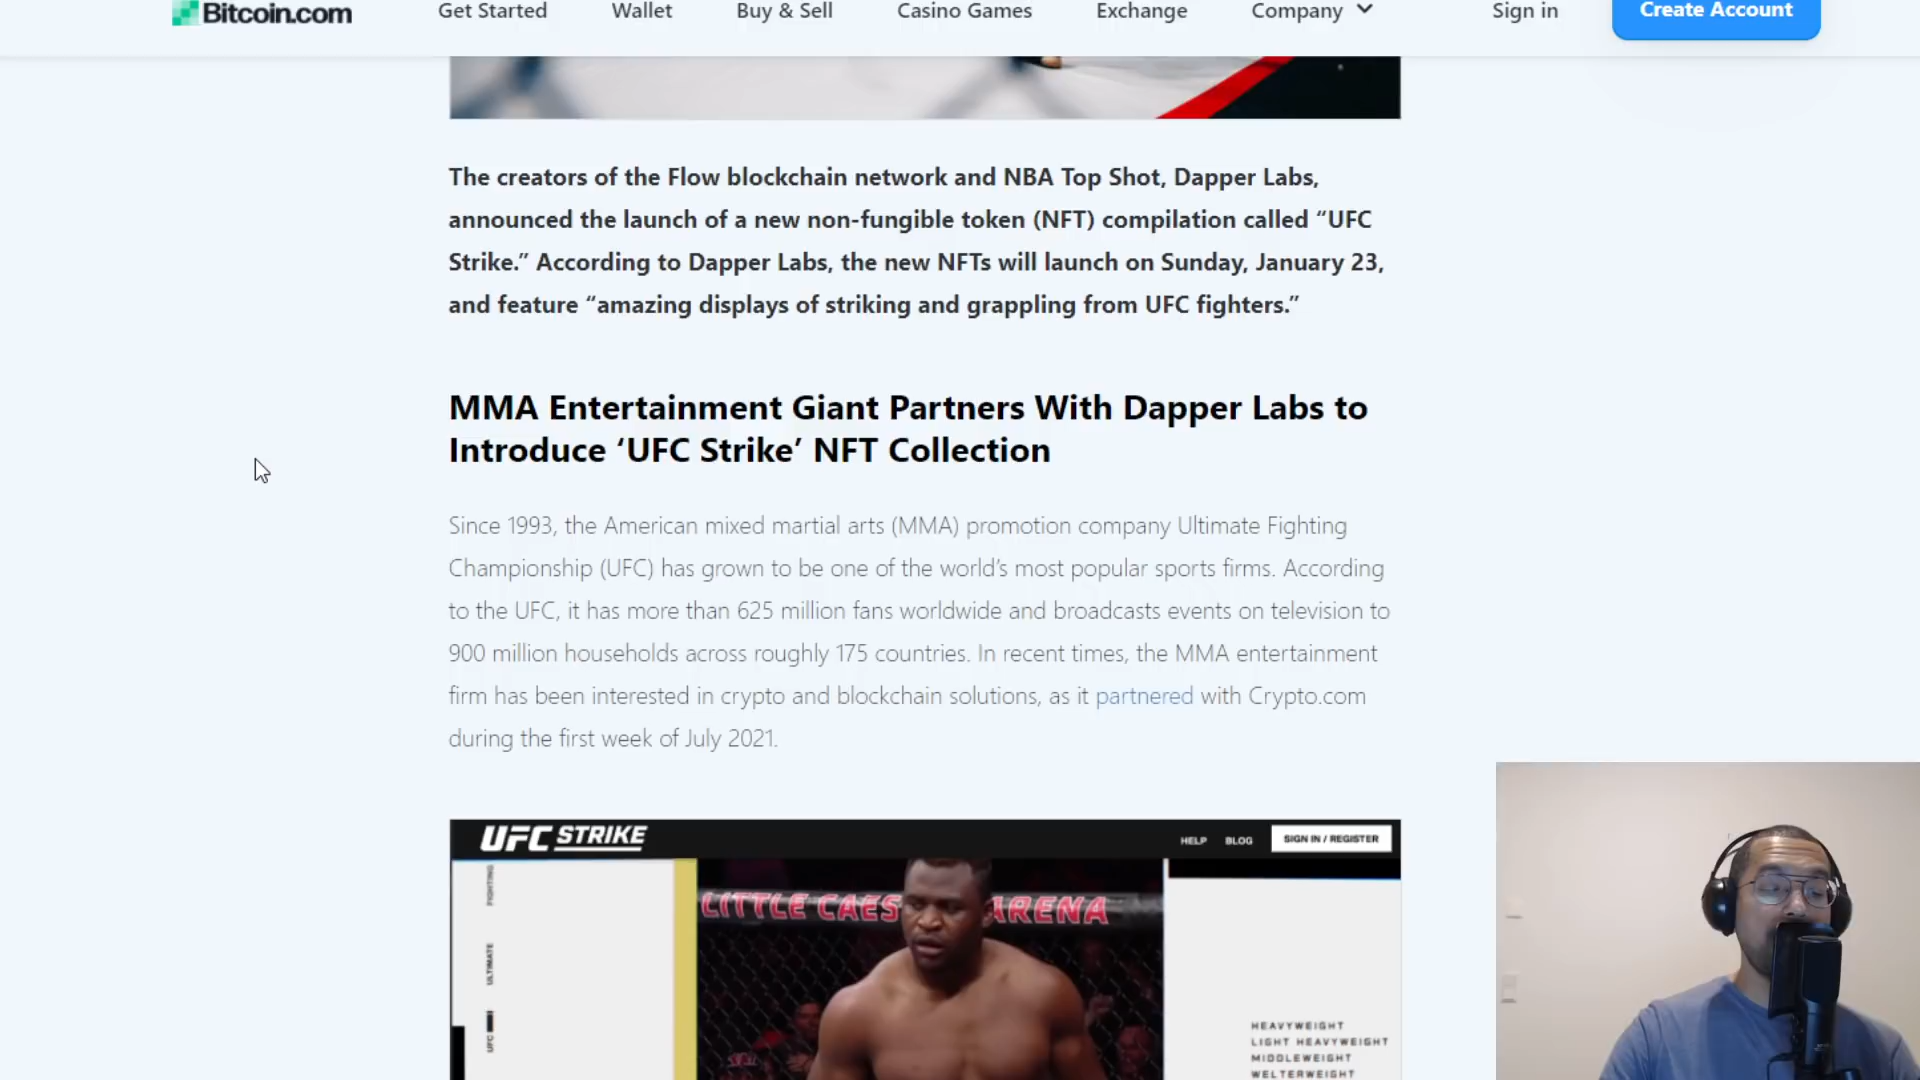 Bitcoin.com
Get Started
Wallet
Buy & Sell
Casino Games
Exchange
Company
Sign in
Create Account
The creators of the Flow blockchain network and NBA Top Shot, Dapper Labs,
announced the launch of a new non-fungible token (NFT) compilation called “UFC
Strike.” According to Dapper Labs, the new NFTs will launch on Sunday, January 23,
and feature “amazing displays of striking and grappling from UFC fighters.”
MMA Entertainment Giant Partners With Dapper Labs to
Introduce ‘UFC Strike’ NFT Collection
Since 1993, the American mixed martial arts (MMA) promotion company Ultimate Fighting
Championship (UFC) has grown to be one of the world’s most popular sports firms. According
to the UFC, it has more than 625 million fans worldwide and broadcasts events on television to
900 million households across roughly 175 countries. In recent times, the MMA entertainment
firm has been interested in crypto and blockchain solutions, as it partnered with Crypto.com
during the first week of July 2021.
UFC STRIKE
HELP
BLOG
SIGN IN / REGISTER
FIGHTING
ULTIMATE
UFC
LITTLE CAES ARENA
HEAVYWEIGHT
LIGHT HEAVYWEIGHT
MIDDLEWEIGHT
WELTERWEIGHT